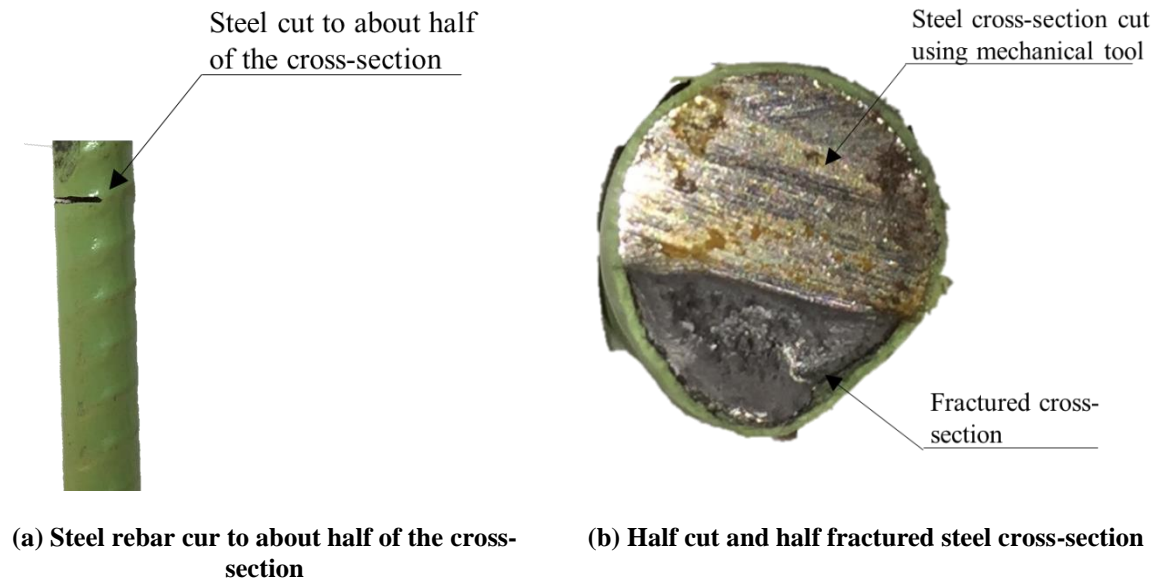 Steel cut to about half
of the cross-section
Steel cross-section cut
using mechanical tool
Fractured cross-
section
(a) Steel rebar cur to about half of the cross-
section
(b) Half cut and half fractured steel cross-section